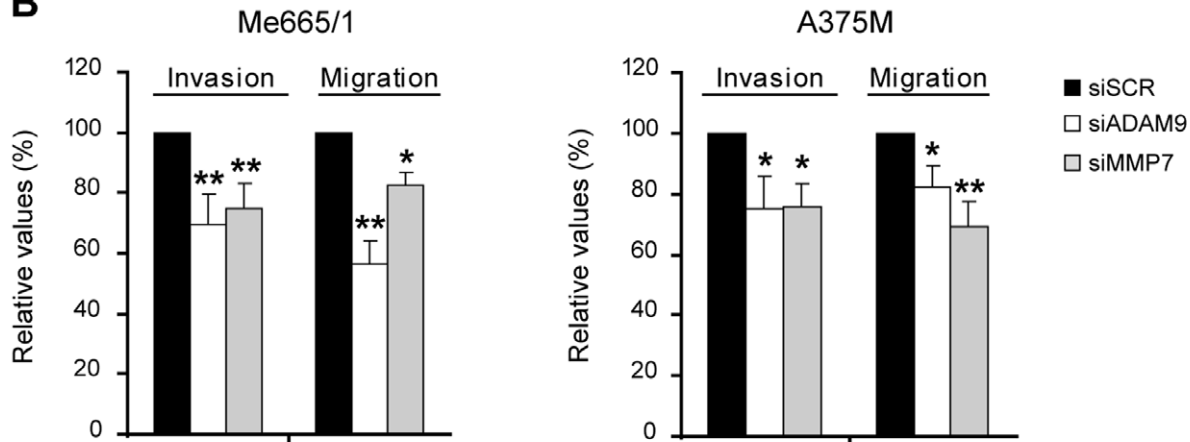 B
Me665/1
A375M
Relative values (%)
120
100
80
60
40
20
0
Invasion
Migration
**
**
**
*
Relative values (%)
120
100
80
60
40
20
0
Invasion
Migration
*
*
*
**
siSCR
siADAM9
siMMP7